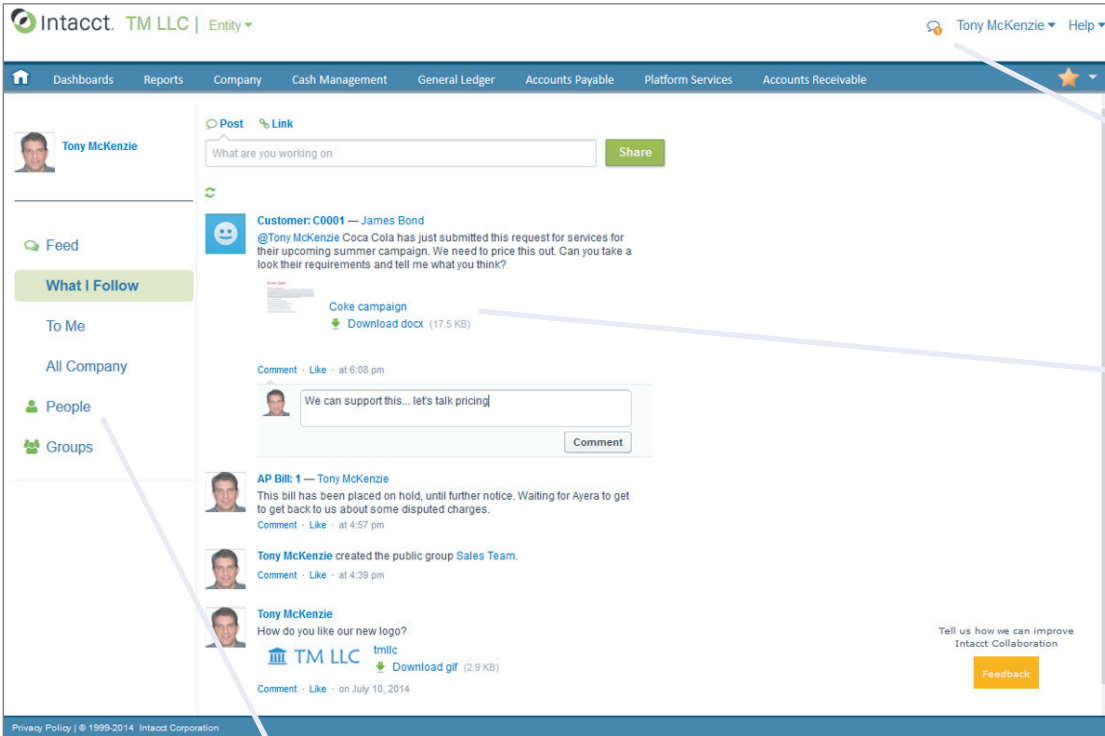 Intacct. TM LLC | Entity
Tony McKenzie Help
Dashboards Reports Company Cash Management General Ledger Accounts Payable Platform Services Accounts Receivable
Tony McKenzie
Post Link
What are you working on
Share
Feed
What I Follow
To Me
All Company
People
Groups
Customer: C0001 — James Bond
@Tony McKenzie Coca Cola has just submitted this request for services for
their upcoming summer campaign. We need to price this out. Can you take a
look their requirements and tell me what you think?
Coke campaign
Download docx (17.5 KB)
Comment · Like · at 6:08 pm
We can support this... let's talk pricing
Comment
AP Bill: 1 — Tony McKenzie
This bill has been placed on hold, until further notice. Waiting for Ayera to get
to get back to us about some disputed charges.
Comment · Like · at 4:57 pm
Tony McKenzie created the public group Sales Team.
Comment · Like · at 4:39 pm
Tony McKenzie
How do you like our new logo?
TM LLC
tmllc
Download gif (2.9 KB)
Comment · Like · on July 10, 2014
Tell us how we can improve
Intacct Collaboration
Feedback
Privacy Policy | © 1999-2014 Intacct Corporation